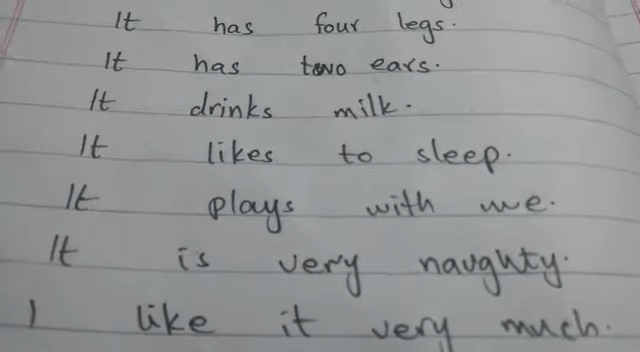 It has four legs.
It has two ears.
It drinks milk.
It likes to sleep.
It plays with me.
It is very naughty.
I like it very much.